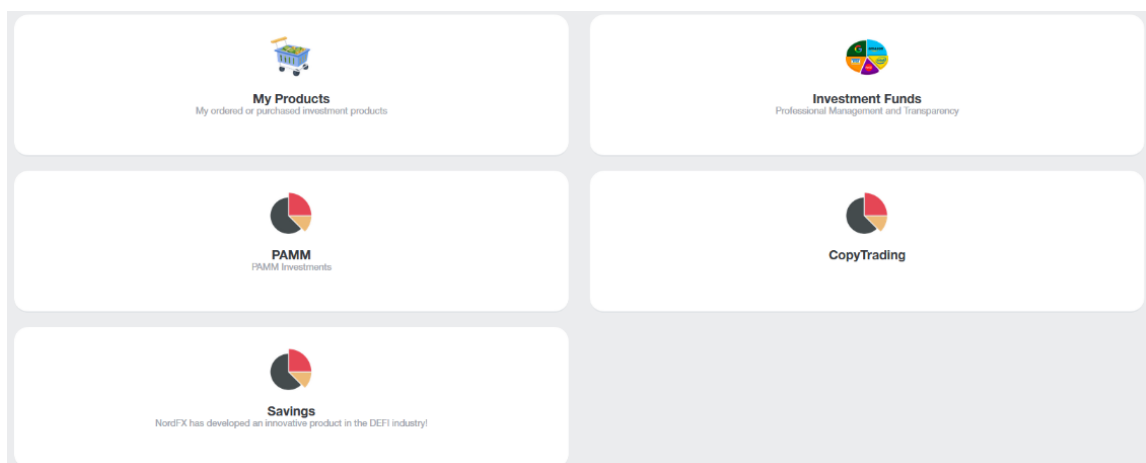 My Products
My ordered or purchased investment products
Investment Funds
Professional Management and Transparency
PAMM
PAMM Investments
CopyTrading
Savings
NordFX has developed an innovative product in the DEFI industry!